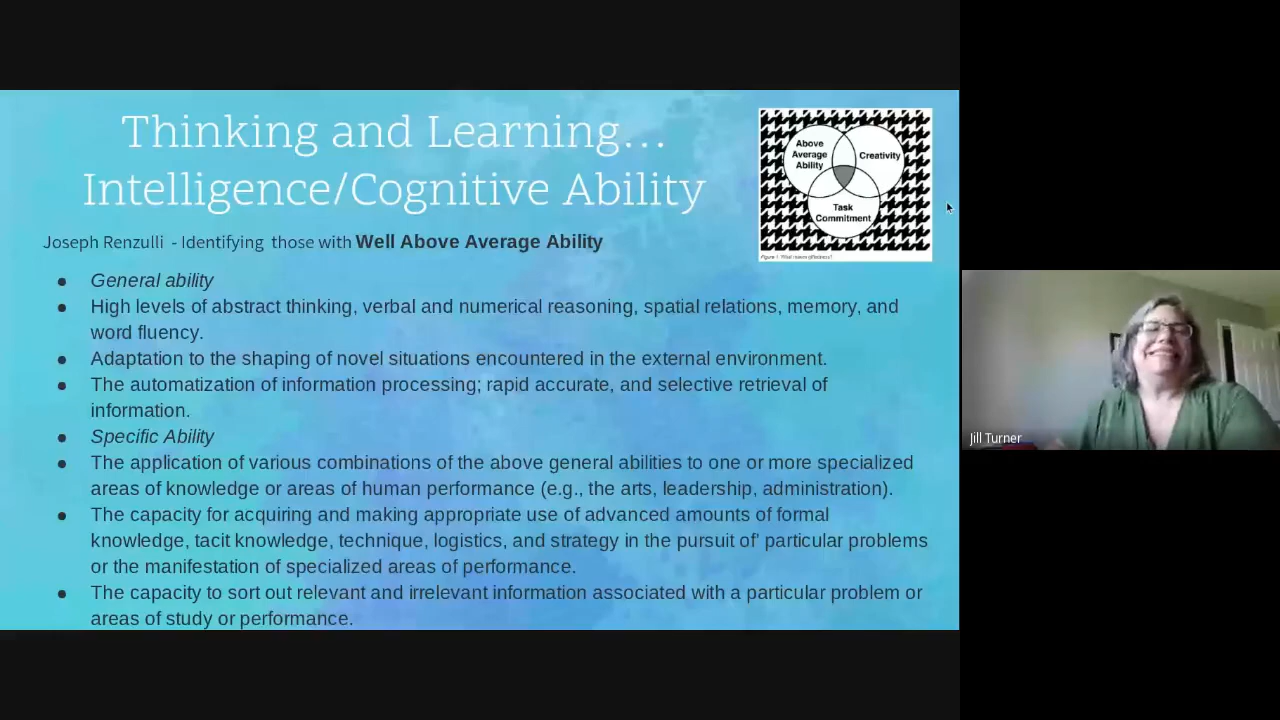 Thinking and Learning…
Intelligence/Cognitive Ability
Above
Average
Ability
Creativity
Task
Commitment
Joseph Renzulli - Identifying those with Well Above Average Ability
● General ability
● High levels of abstract thinking, verbal and numerical reasoning, spatial relations, memory, and
word fluency.
● Adaptation to the shaping of novel situations encountered in the external environment.
● The automatization of information processing; rapid accurate, and selective retrieval of
information.
● Specific Ability
● The application of various combinations of the above general abilities to one or more specialized
areas of knowledge or areas of human performance (e.g., the arts, leadership, administration).
● The capacity for acquiring and making appropriate use of advanced amounts of formal
knowledge, tacit knowledge, technique, logistics, and strategy in the pursuit of' particular problems
or the manifestation of specialized areas of performance.
● The capacity to sort out relevant and irrelevant information associated with a particular problem or
areas of study or performance.
Jill Turner